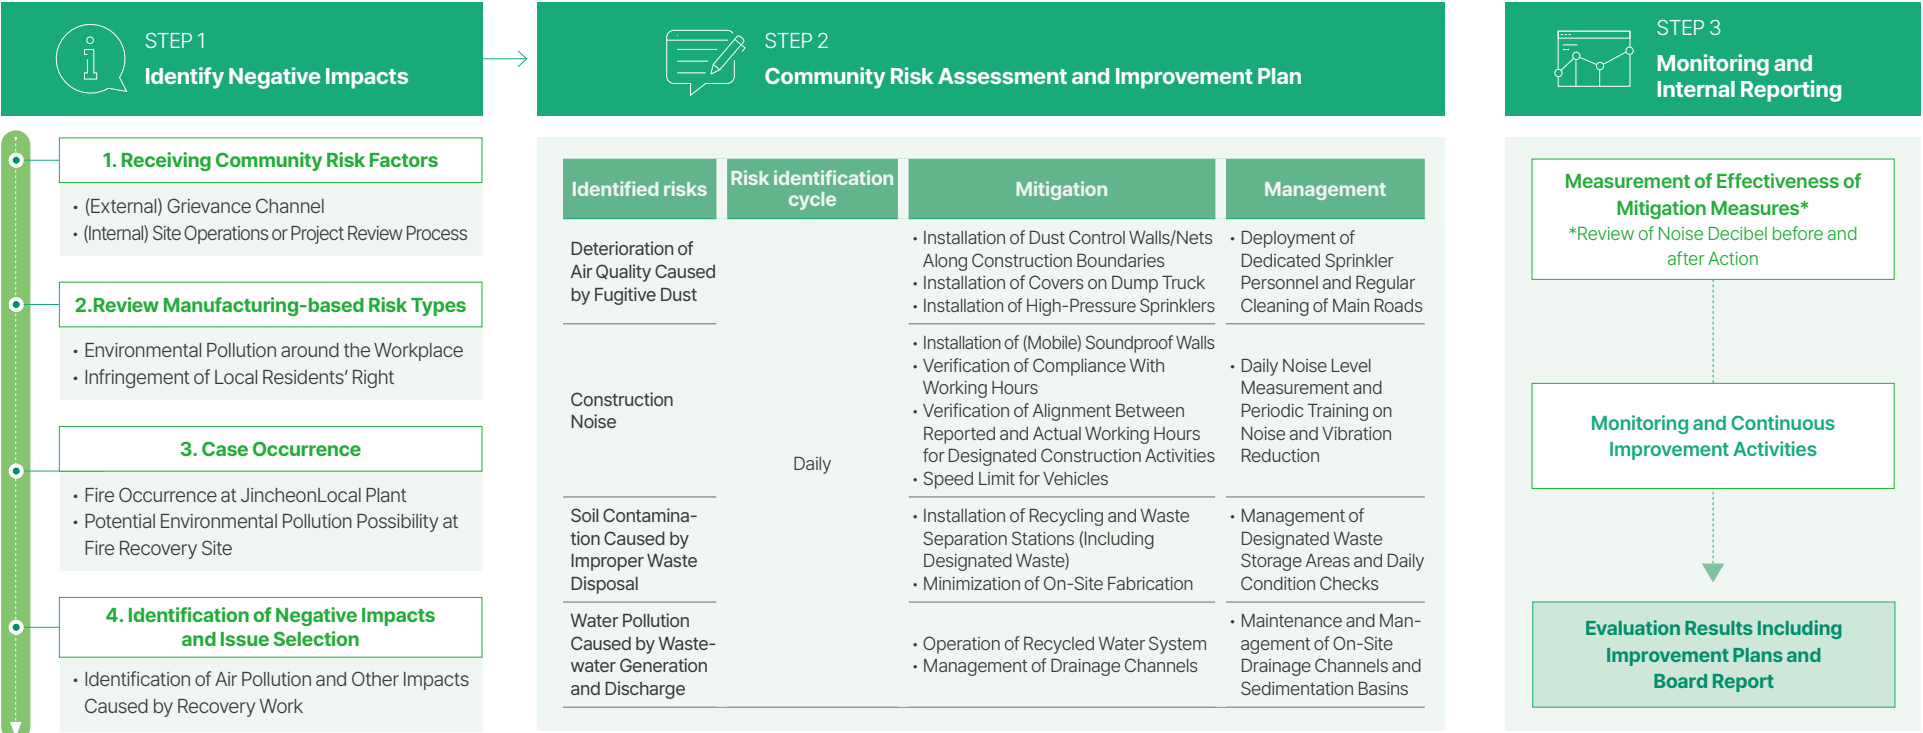 STEP 1
Identify Negative Impacts
1. Receiving Community Risk Factors
• (External) Grievance Channel
• (Internal) Site Operations or Project Review Process
2.Review Manufacturing-based Risk Types
• Environmental Pollution around the Workplace
• Infringement of Local Residents’ Right
3. Case Occurrence
• Fire Occurrence at JincheonLocal Plant
• Potential Environmental Pollution Possibility at
Fire Recovery Site
4. Identification of Negative Impacts
and Issue Selection
• Identification of Air Pollution and Other Impacts
Caused by Recovery Work
STEP 2
Community Risk Assessment and Improvement Plan
Identified risks
Risk identification
cycle
Mitigation
Management
Deterioration of
Air Quality Caused
by Fugitive Dust
Daily
• Installation of Dust Control Walls/Nets
Along Construction Boundaries
• Installation of Covers on Dump Truck
• Installation of High-Pressure Sprinklers
• Deployment of
Dedicated Sprinkler
Personnel and Regular
Cleaning of Main Roads
Construction
Noise
• Installation of (Mobile) Soundproof Walls
• Verification of Compliance With
Working Hours
• Verification of Alignment Between
Reported and Actual Working Hours
for Designated Construction Activities
• Speed Limit for Vehicles
• Daily Noise Level
Measurement and
Periodic Training on
Noise and Vibration
Reduction
Soil Contamina-
tion Caused by
Improper Waste
Disposal
• Installation of Recycling and Waste
Separation Stations (Including
Designated Waste)
• Minimization of On-Site Fabrication
• Management of
Designated Waste
Storage Areas and Daily
Condition Checks
Water Pollution
Caused by Waste-
water Generation
and Discharge
• Operation of Recycled Water System
• Management of Drainage Channels
• Maintenance and Man-
agement of On-Site
Drainage Channels and
Sedimentation Basins
STEP 3
Monitoring and
Internal Reporting
Measurement of Effectiveness of
Mitigation Measures*
*Review of Noise Decibel before and
after Action
Monitoring and Continuous
Improvement Activities
Evaluation Results Including
Improvement Plans and
Board Report